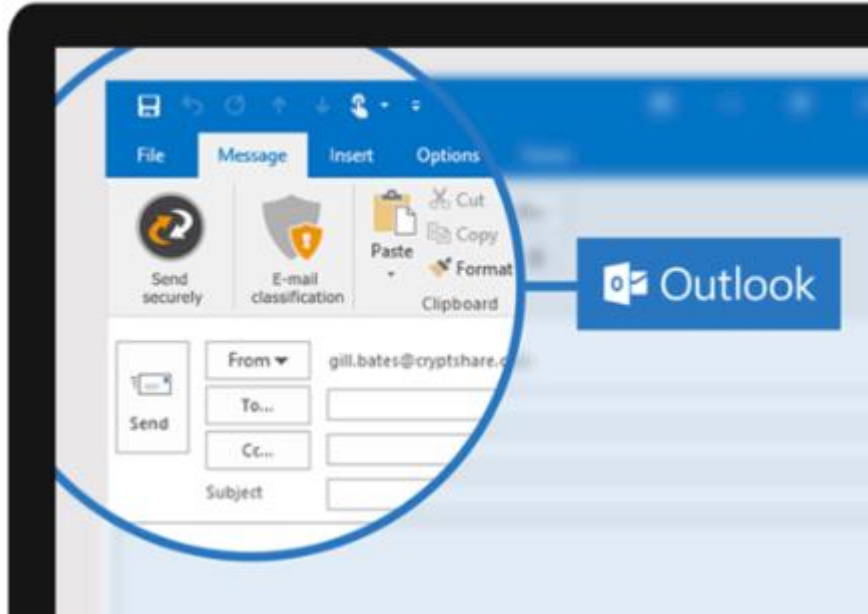 File Message Insert Options
Cut
Copy
Paste
Format
Send securely
E-mail classification
Clipboard
Outlook
From
gill.bates@cryptshare.
Send
To...
Cc...
Subject